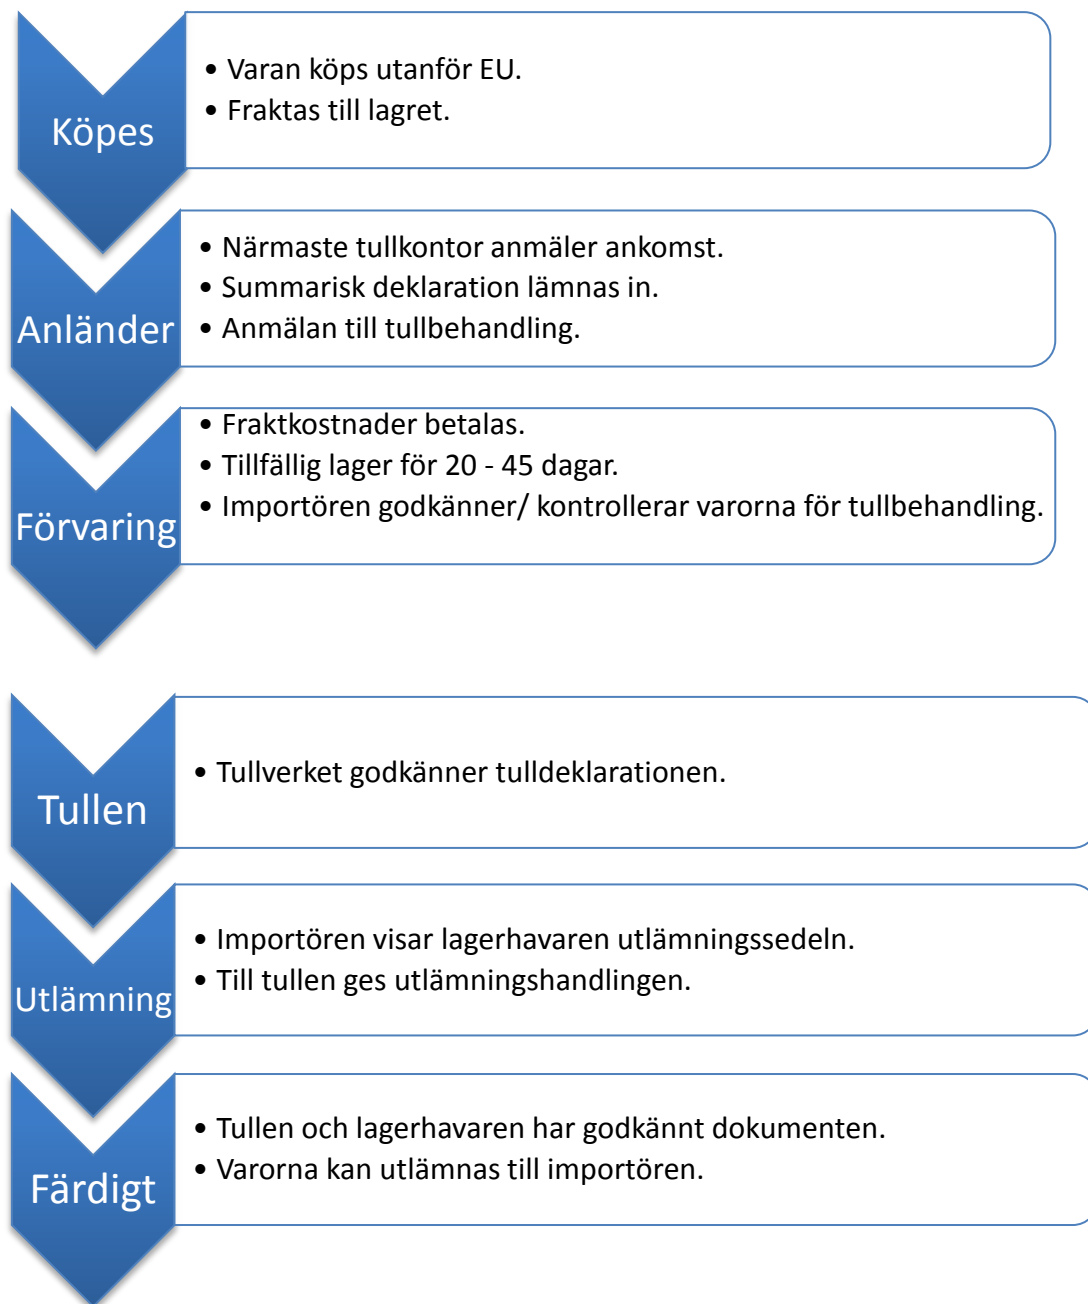 Köpes
• Varan köps utanför EU.
• Fraktas till lagret.
Anländer
• Närmaste tullkontor anmäler ankomst.
• Summarisk deklaration lämnas in.
• Anmälan till tullbehandling.
Förvaring
• Fraktkostnader betalas.
• Tillfällig lager för 20 - 45 dagar.
• Importören godkänner/ kontrollerar varorna för tullbehandling.
Tullen
• Tullverket godkänner tulldeklarationen.
Utlämning
• Importören visar lagerhavaren utlämningssedeln.
• Till tullen ges utlämningshandlingen.
Färdigt
• Tullen och lagerhavaren har godkännt dokumenten.
• Varorna kan utlämnas till importören.